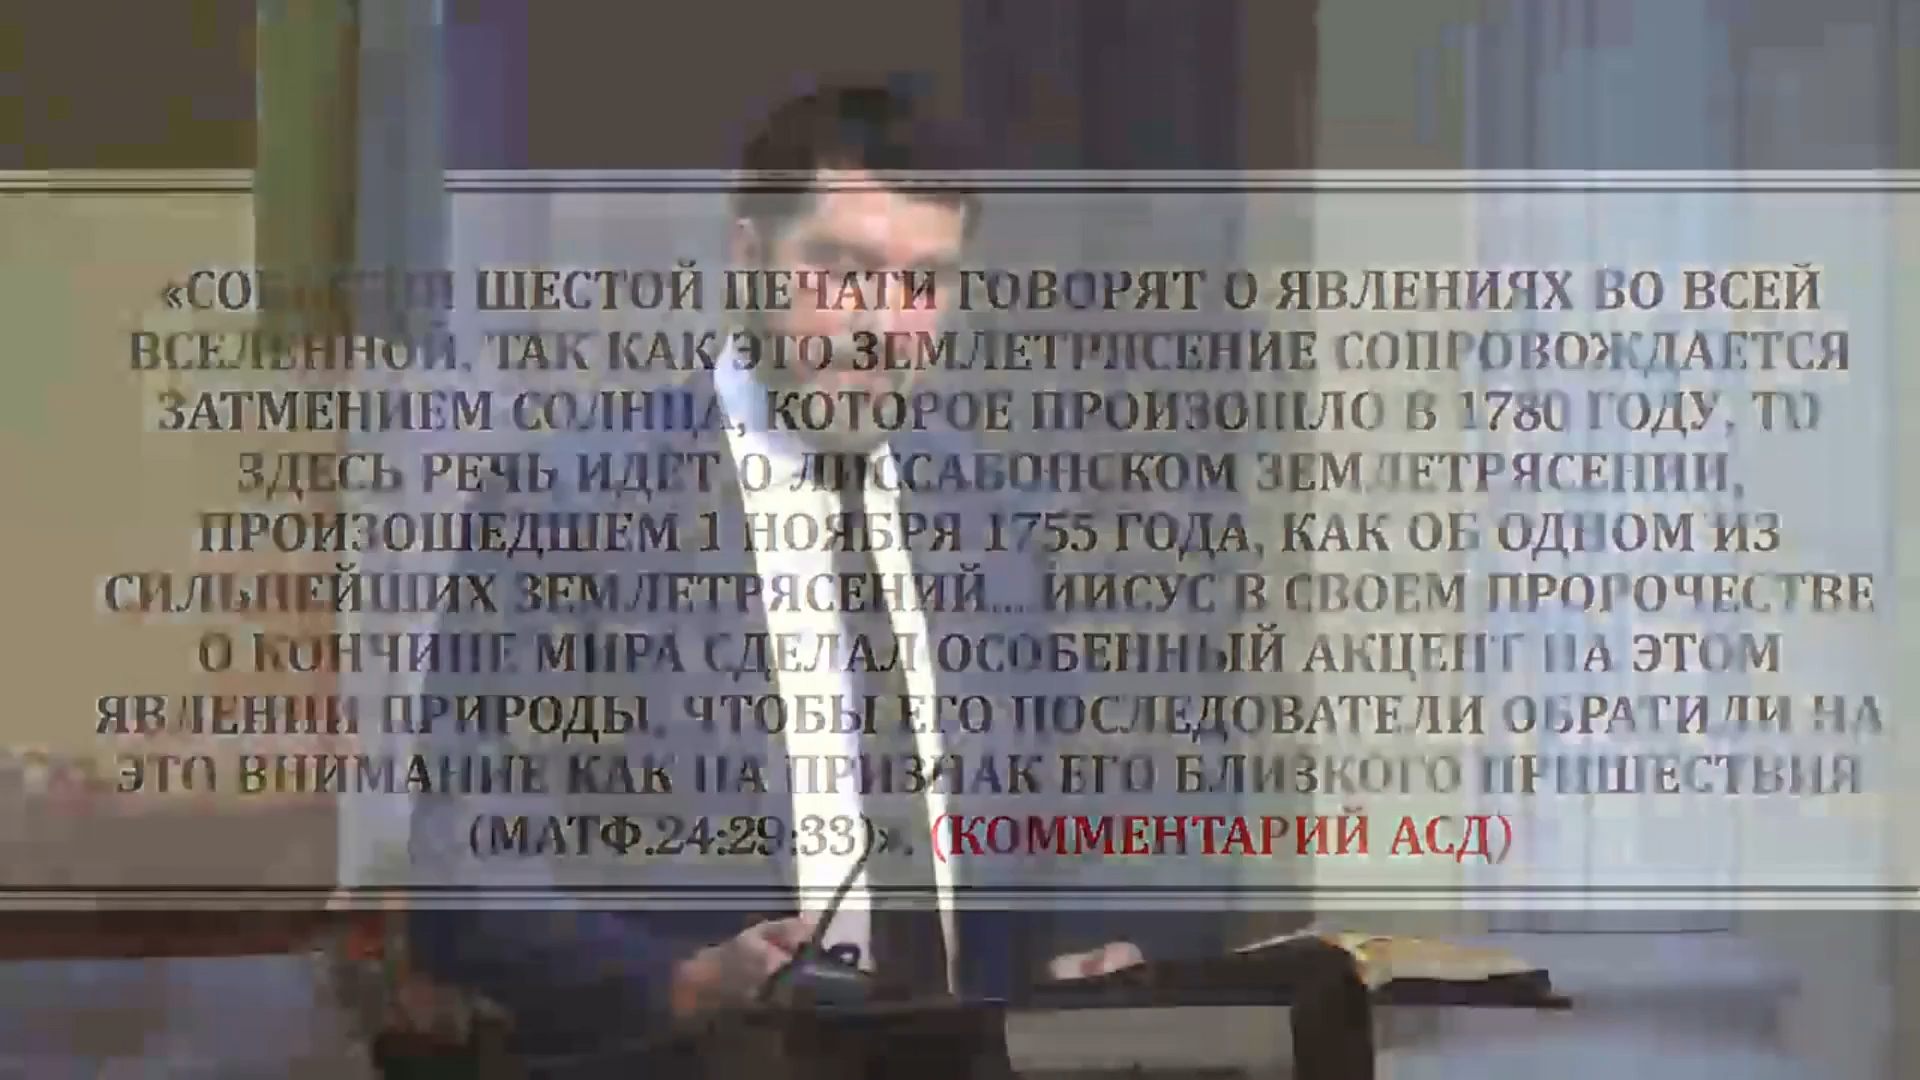 «СОБЫТИЯ ШЕСТОЙ ПЕЧАТИ ГОВОРЯТ О ЯВЛЕНИЯХ ВО ВСЕЙ
ВСЕЛЕННОЙ. ТАК КАК ЭТО ЗЕМЛЕТРЯСЕНИЕ СОПРОВОЖДАЕТСЯ
ЗАТМЕНИЕМ СОЛНЦА, КОТОРОЕ ПРОИЗОШЛО В 1780 ГОДУ, ТО
ЗДЕСЬ РЕЧЬ ИДЕТ О ЛИССАБОНСКОМ ЗЕМЛЕТРЯСЕНИИ,
ПРОИЗОШЕДШЕМ 1 НОЯБРЯ 1755 ГОДА, КАК ОБ ОДНОМ ИЗ
СИЛЬНЕЙШИХ ЗЕМЛЕТРЯСЕНИЙ.... ИИСУС В СВОЕМ ПРОРОЧЕСТВЕ
О КОНЧИНЕ МИРА СДЕЛАЛ ОСОБЕННЫЙ АКЦЕНТ НА ЭТОМ
ЯВЛЕНИИ ПРИРОДЫ, ЧТОБЫ ЕГО ПОСЛЕДОВАТЕЛИ ОБРАТИЛИ НА
ЭТО ВНИМАНИЕ КАК НА ПРИЗНАК ЕГО БЛИЗКОГО ПРИШЕСТВИЯ
(МАТФ.24:29:33)». (КОММЕНТАРИЙ АСД)